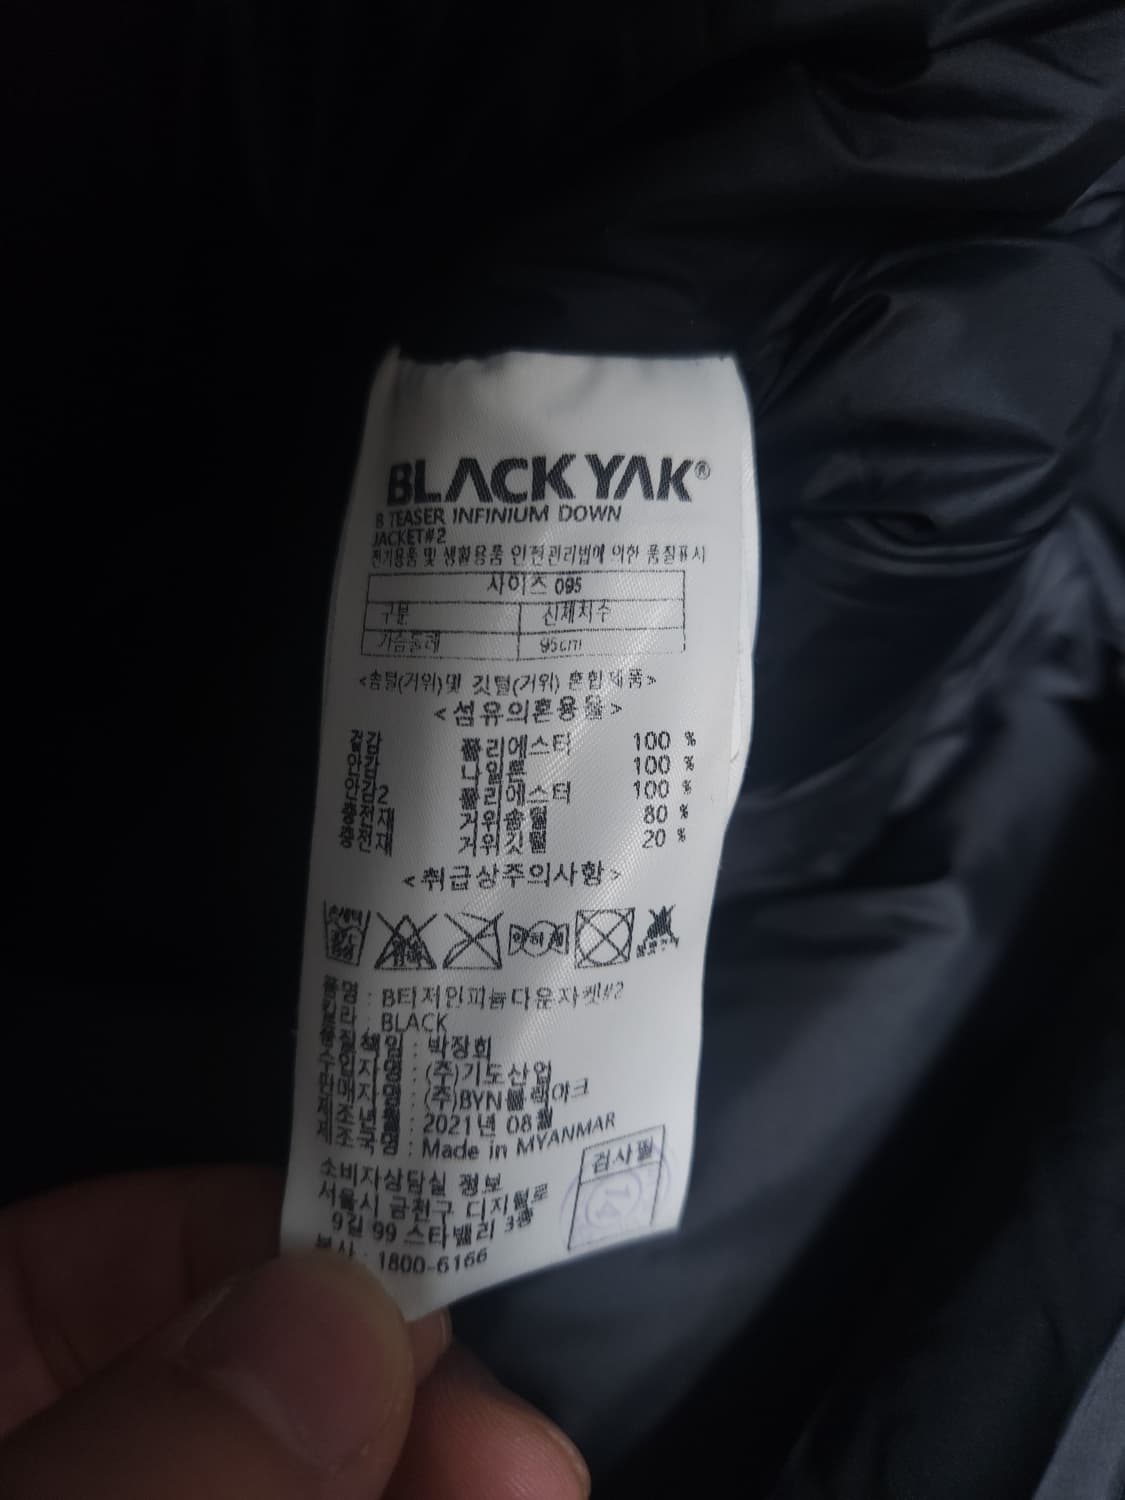 BLACK YAK®
B TEASER INFINIUM DOWN
JACKET#2
전기용품 및 생활용품 안전관리법에 의한 품질표시
사이즈 095
구분 신체치수
가슴둘레 95cm
<솜털(거위)및 깃털(거위) 혼합제품>
<섬유의혼용율>
겉감 폴리에스터 100 %
안감 나일론 100 %
안감2 폴리에스터 100 %
충전재 거위솜털 80 %
충전재 거위깃털 20 %
<취급상주의사항>
손세탁
품명 : B티저인피늄다운자켓#2
칼라 : BLACK
품질책임 : 박장희
수입자명 : (주)기도산업
판매자명 : (주)BYN블랙야크
제조년월 : 2021년 08월
제조국명 : Made in MYANMAR
검사필
14
소비자상담실 정보
서울시 금천구 디지털로
9길 99 스타밸리 3층
본사 : 1800-6166